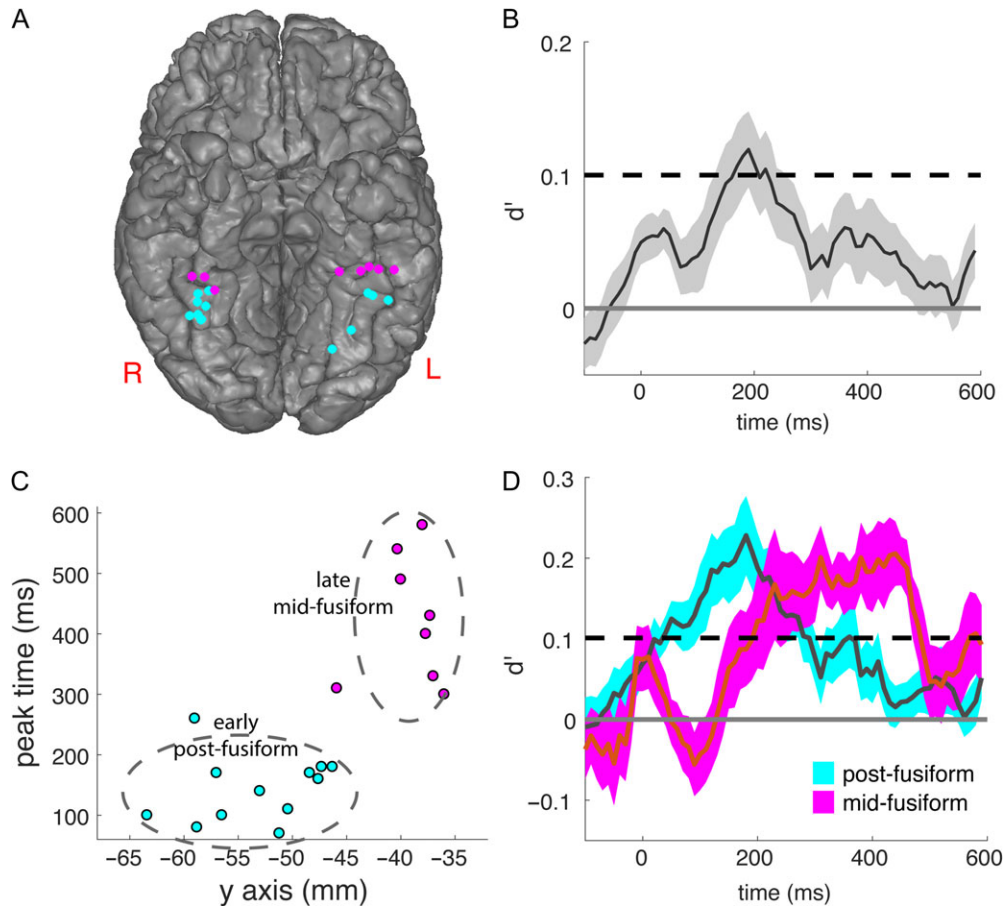 A
R
L
B
0.2
0.1
0
d'
0
200
400
600
time (ms)
C
600
500
400
300
200
100
peak time (ms)
late
mid-fusiform
early
post-fusiform
−65
−60
−55
−50
−45
−40
−35
y axis (mm)
D
0.3
0.2
0.1
0
−0.1
d'
post-fusiform
mid-fusiform
0
200
400
600
time (ms)